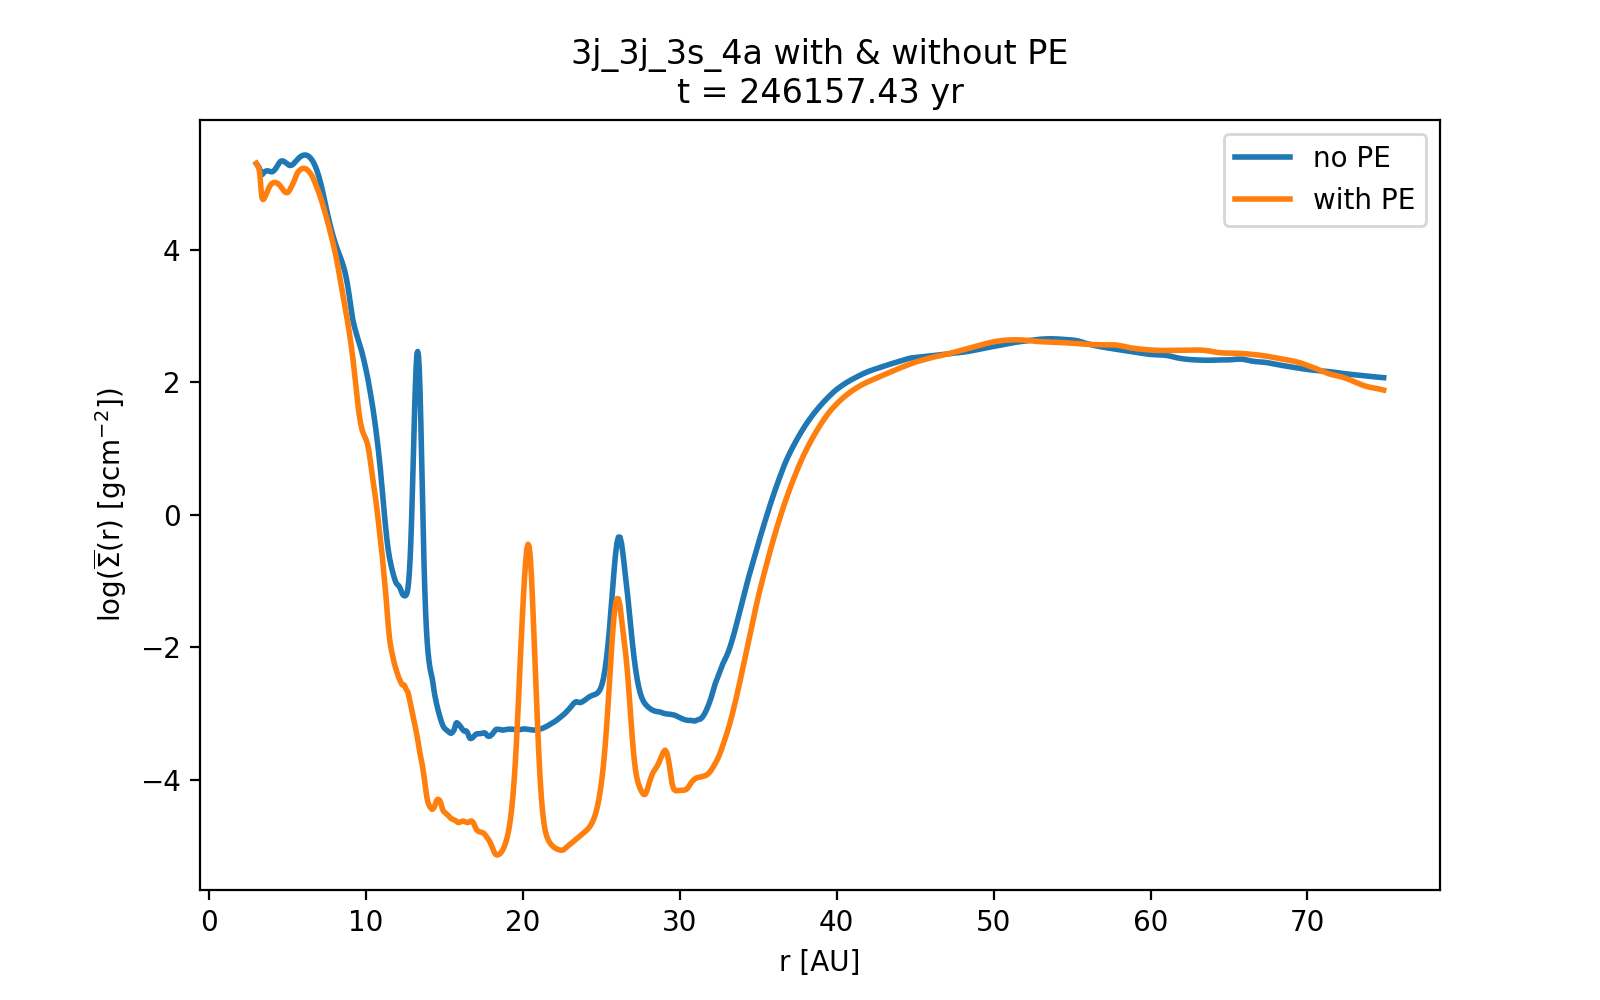 3j_3j_3s_4a with & without PE
t = 246157.43 yr
no PE
with PE
log(Σ̅(r) [gcm⁻²])
4
2
0
−2
−4
0 10 20 30 40 50 60 70
r [AU]